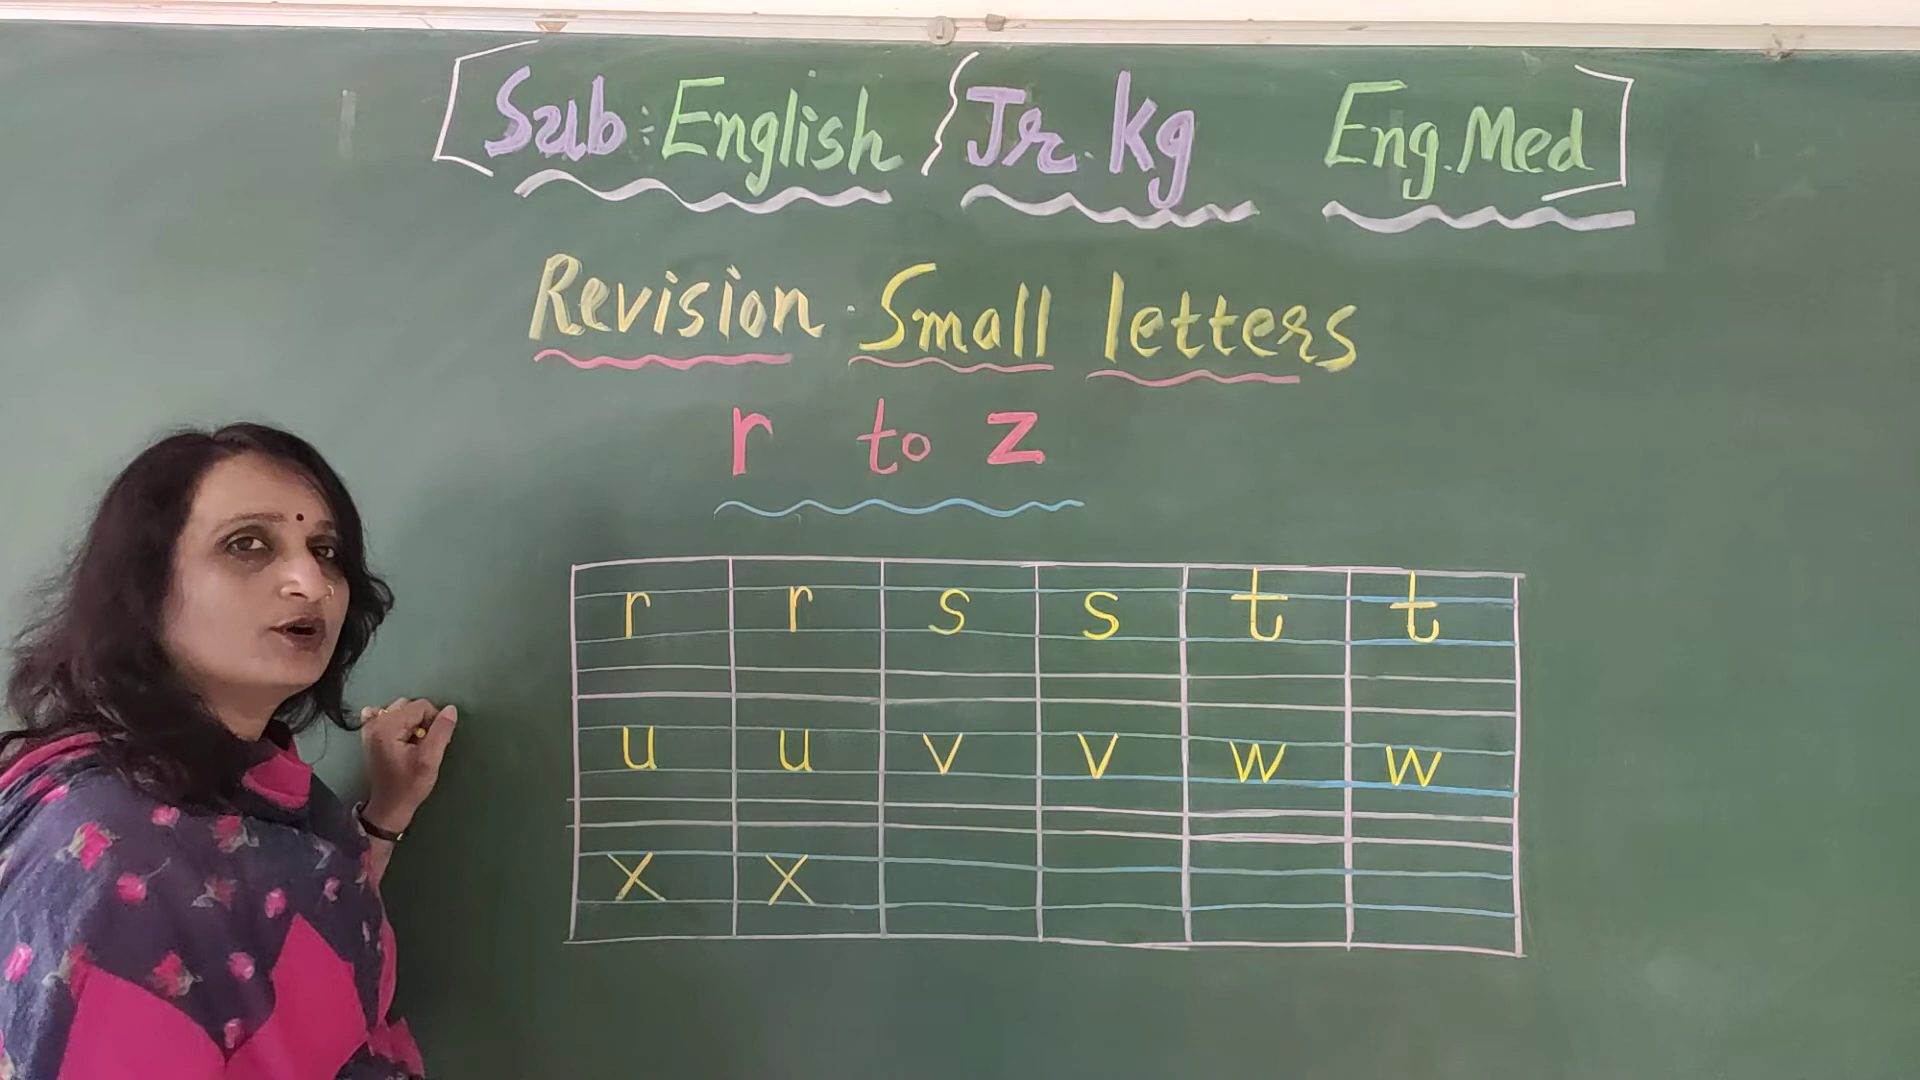 [Sub: English { Jr. Kg Eng. Med]
Revision. Small letters
r to z
r r s s t t
u u v v w w
x x